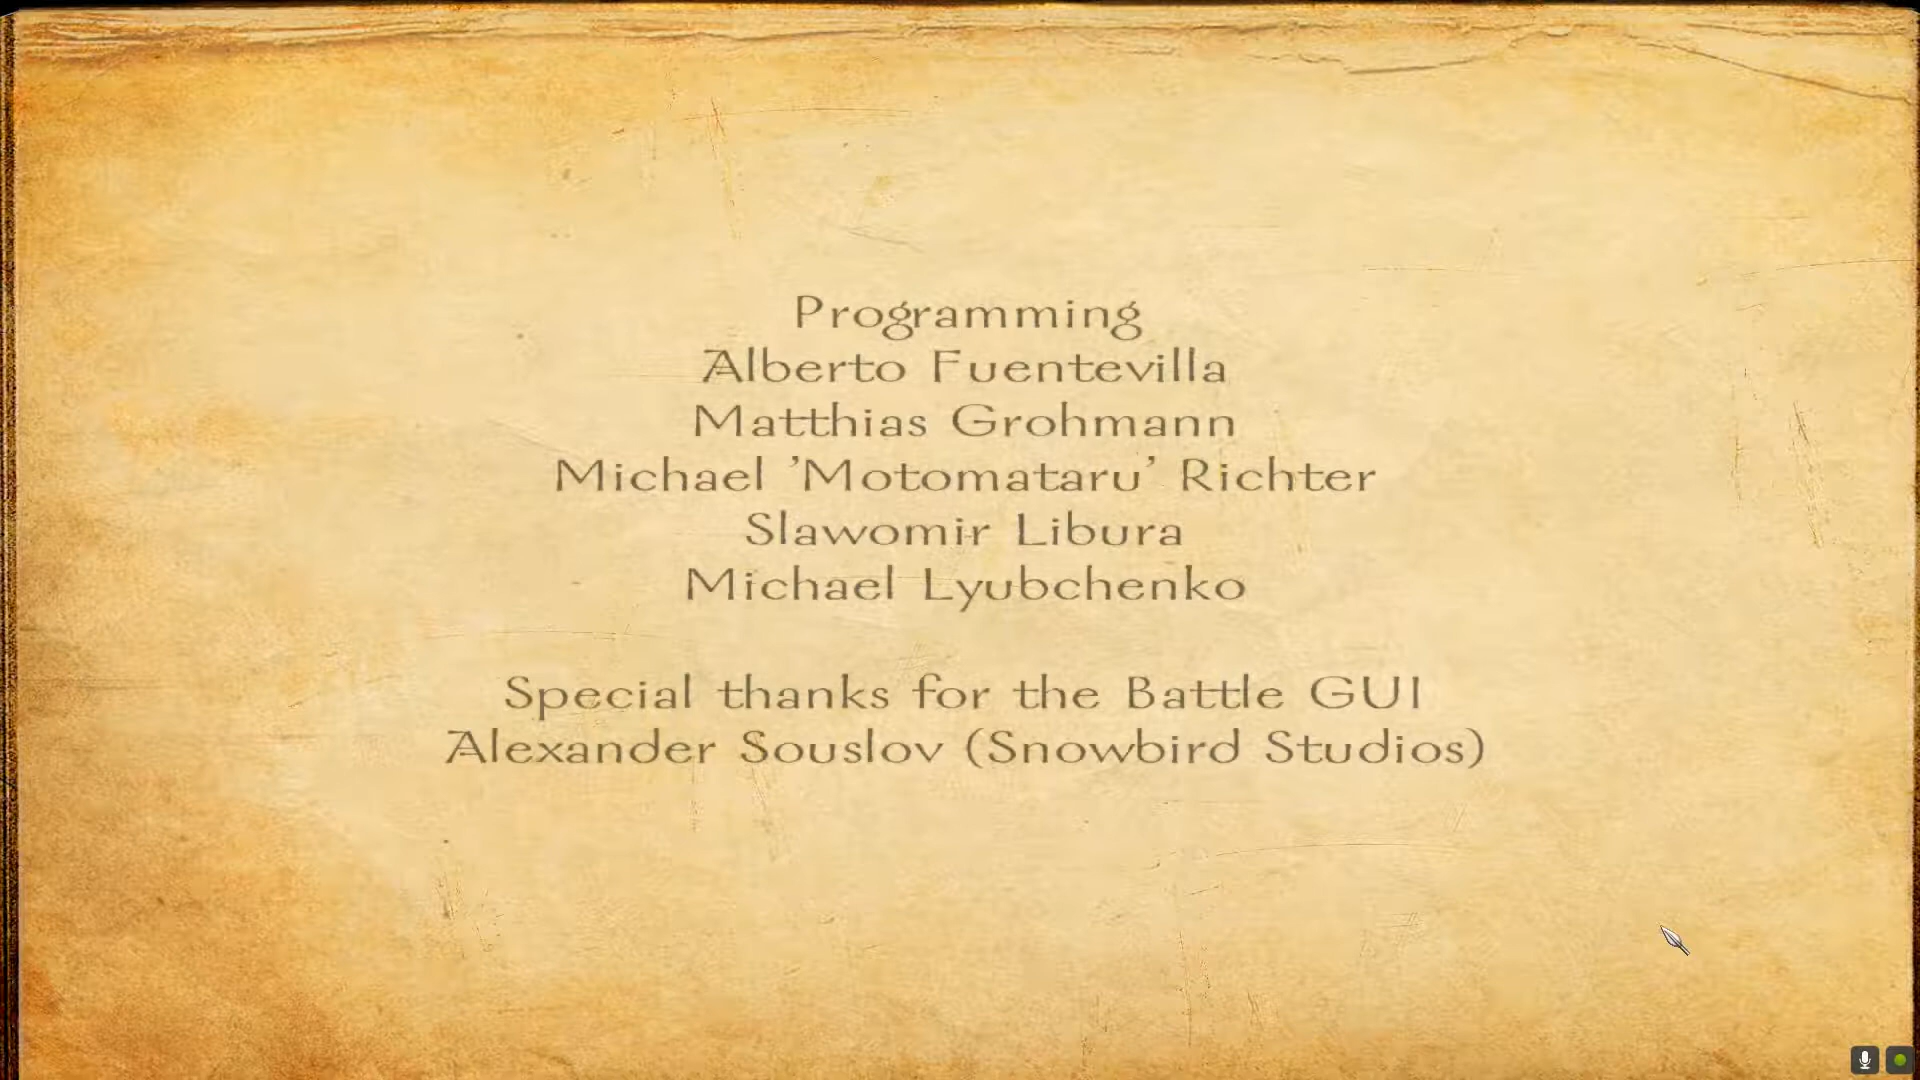 Programming
Alberto Fuentevilla
Matthias Grohmann
Michael 'Motomataru' Richter
Slawomir Libura
Michael Lyubchenko
Special thanks for the Battle GUI
Alexander Souslov (Snowbird Studios)